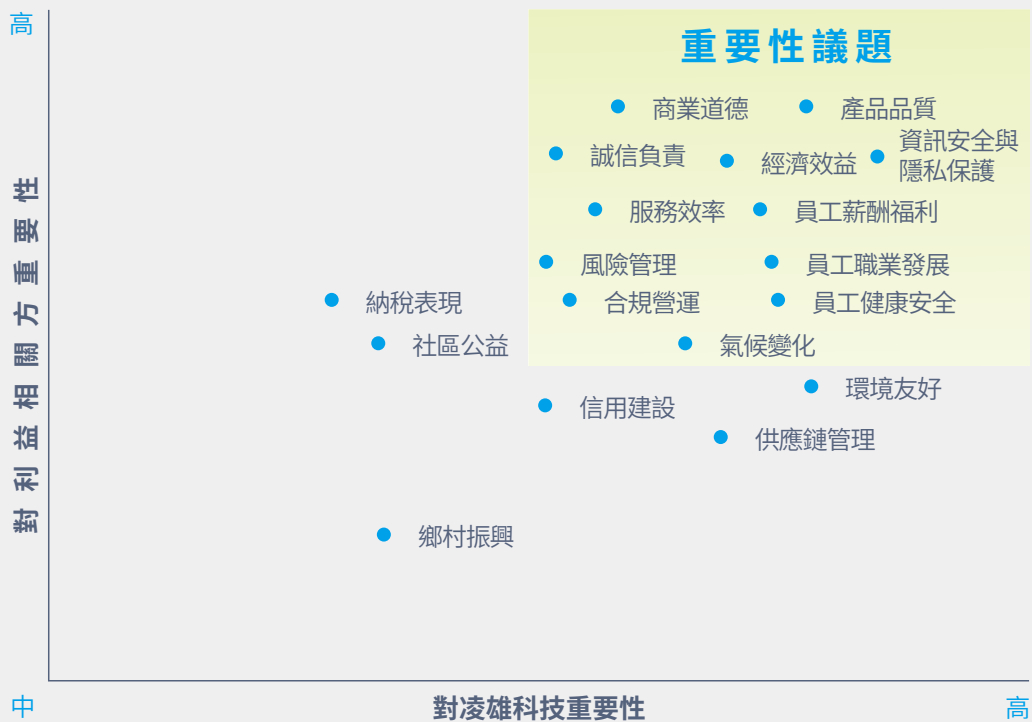 高
重要性議題
商業道德
產品品質
誠信負責
經濟效益
資訊安全與
隱私保護
服務效率
員工薪酬福利
風險管理
員工職業發展
納稅表現
合規營運
員工健康安全
社區公益
氣候變化
環境友好
信用建設
供應鏈管理
鄉村振興
對利益相關方重要性
中
對凌雄科技重要性
高